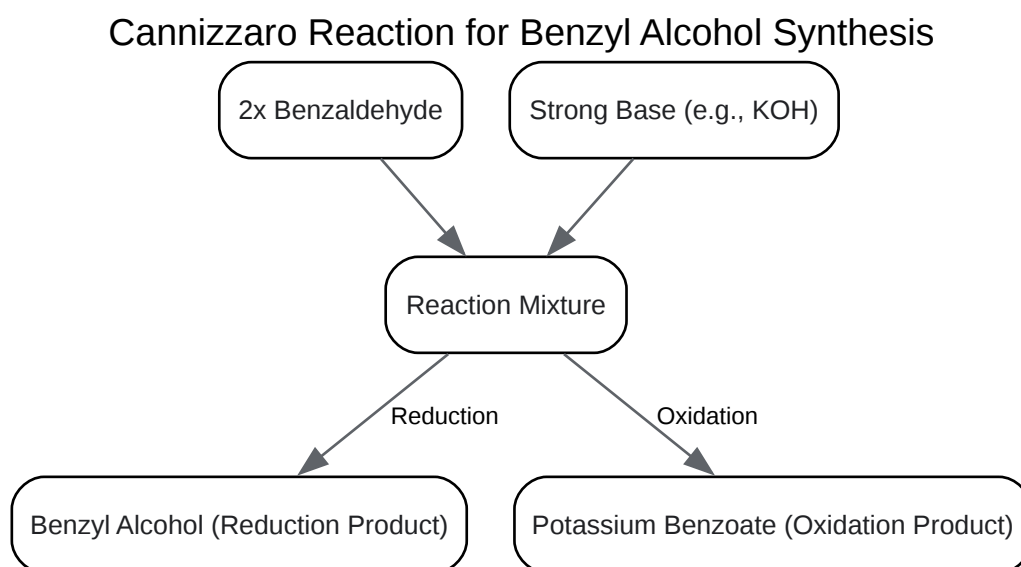 Cannizzaro Reaction for Benzyl Alcohol Synthesis
2x Benzaldehyde
Strong Base (e.g., KOH)
Reaction Mixture
Reduction
Oxidation
Benzyl Alcohol (Reduction Product)
Potassium Benzoate (Oxidation Product)